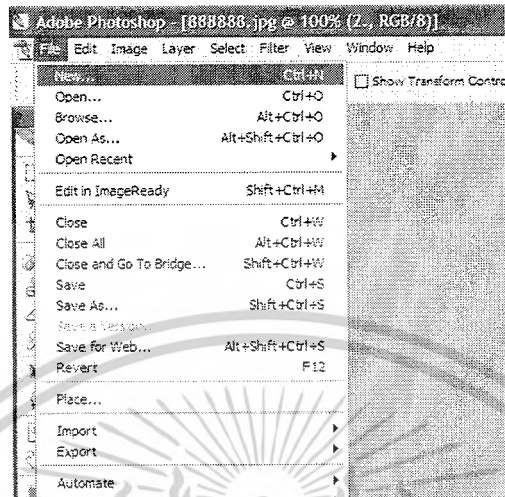 Adobe Photoshop - [888888.jpg @ 100% (2., RGB/8)]
File Edit Image Layer Select Filter View Window Help
New... Ctrl+N
Show Transform Contro
Open... Ctrl+O
Browse... Alt+Ctrl+O
Open As... Alt+Shift+Ctrl+O
Open Recent
Edit in ImageReady Shift+Ctrl+M
Close Ctrl+W
Close All Alt+Ctrl+W
Close and Go To Bridge... Shift+Ctrl+W
Save Ctrl+S
Save As... Shift+Ctrl+S
Save a Version...
Save for Web... Alt+Shift+Ctrl+S
Revert F12
Place...
Import
Export
Automate